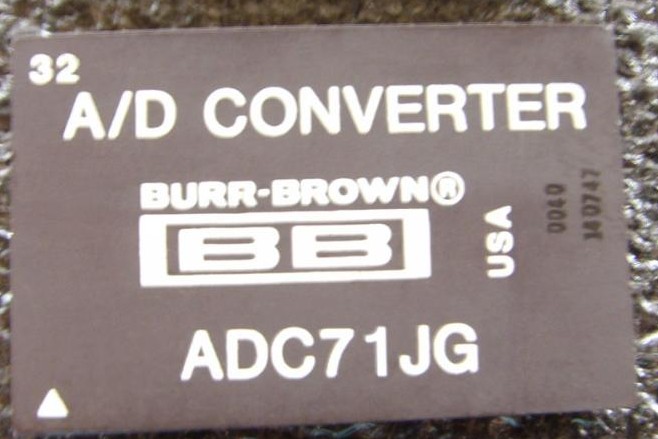 32
A/D CONVERTER
BURR-BROWN®
BB
USA
0040
140747
ADC71JG